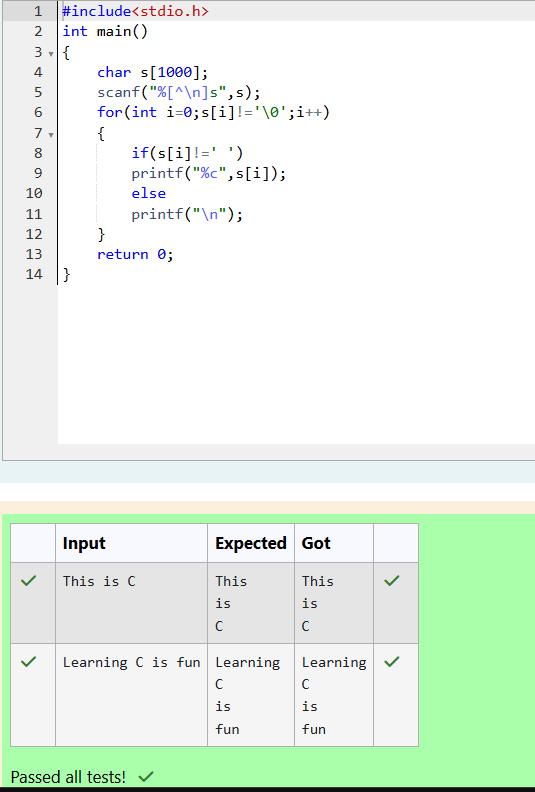 1 #include<stdio.h>
2 int main()
3 {
4     char s[1000];
5     scanf("%[^\n]s",s);
6     for(int i=0;s[i]!='\0';i++)
7     {
8         if(s[i]!=' ')
9         printf("%c",s[i]);
10         else
11         printf("\n");
12     }
13     return 0;
14 }
Input Expected Got
This is C This This
is is
C C
Learning C is fun Learning Learning
C C
is is
fun fun
Passed all tests!